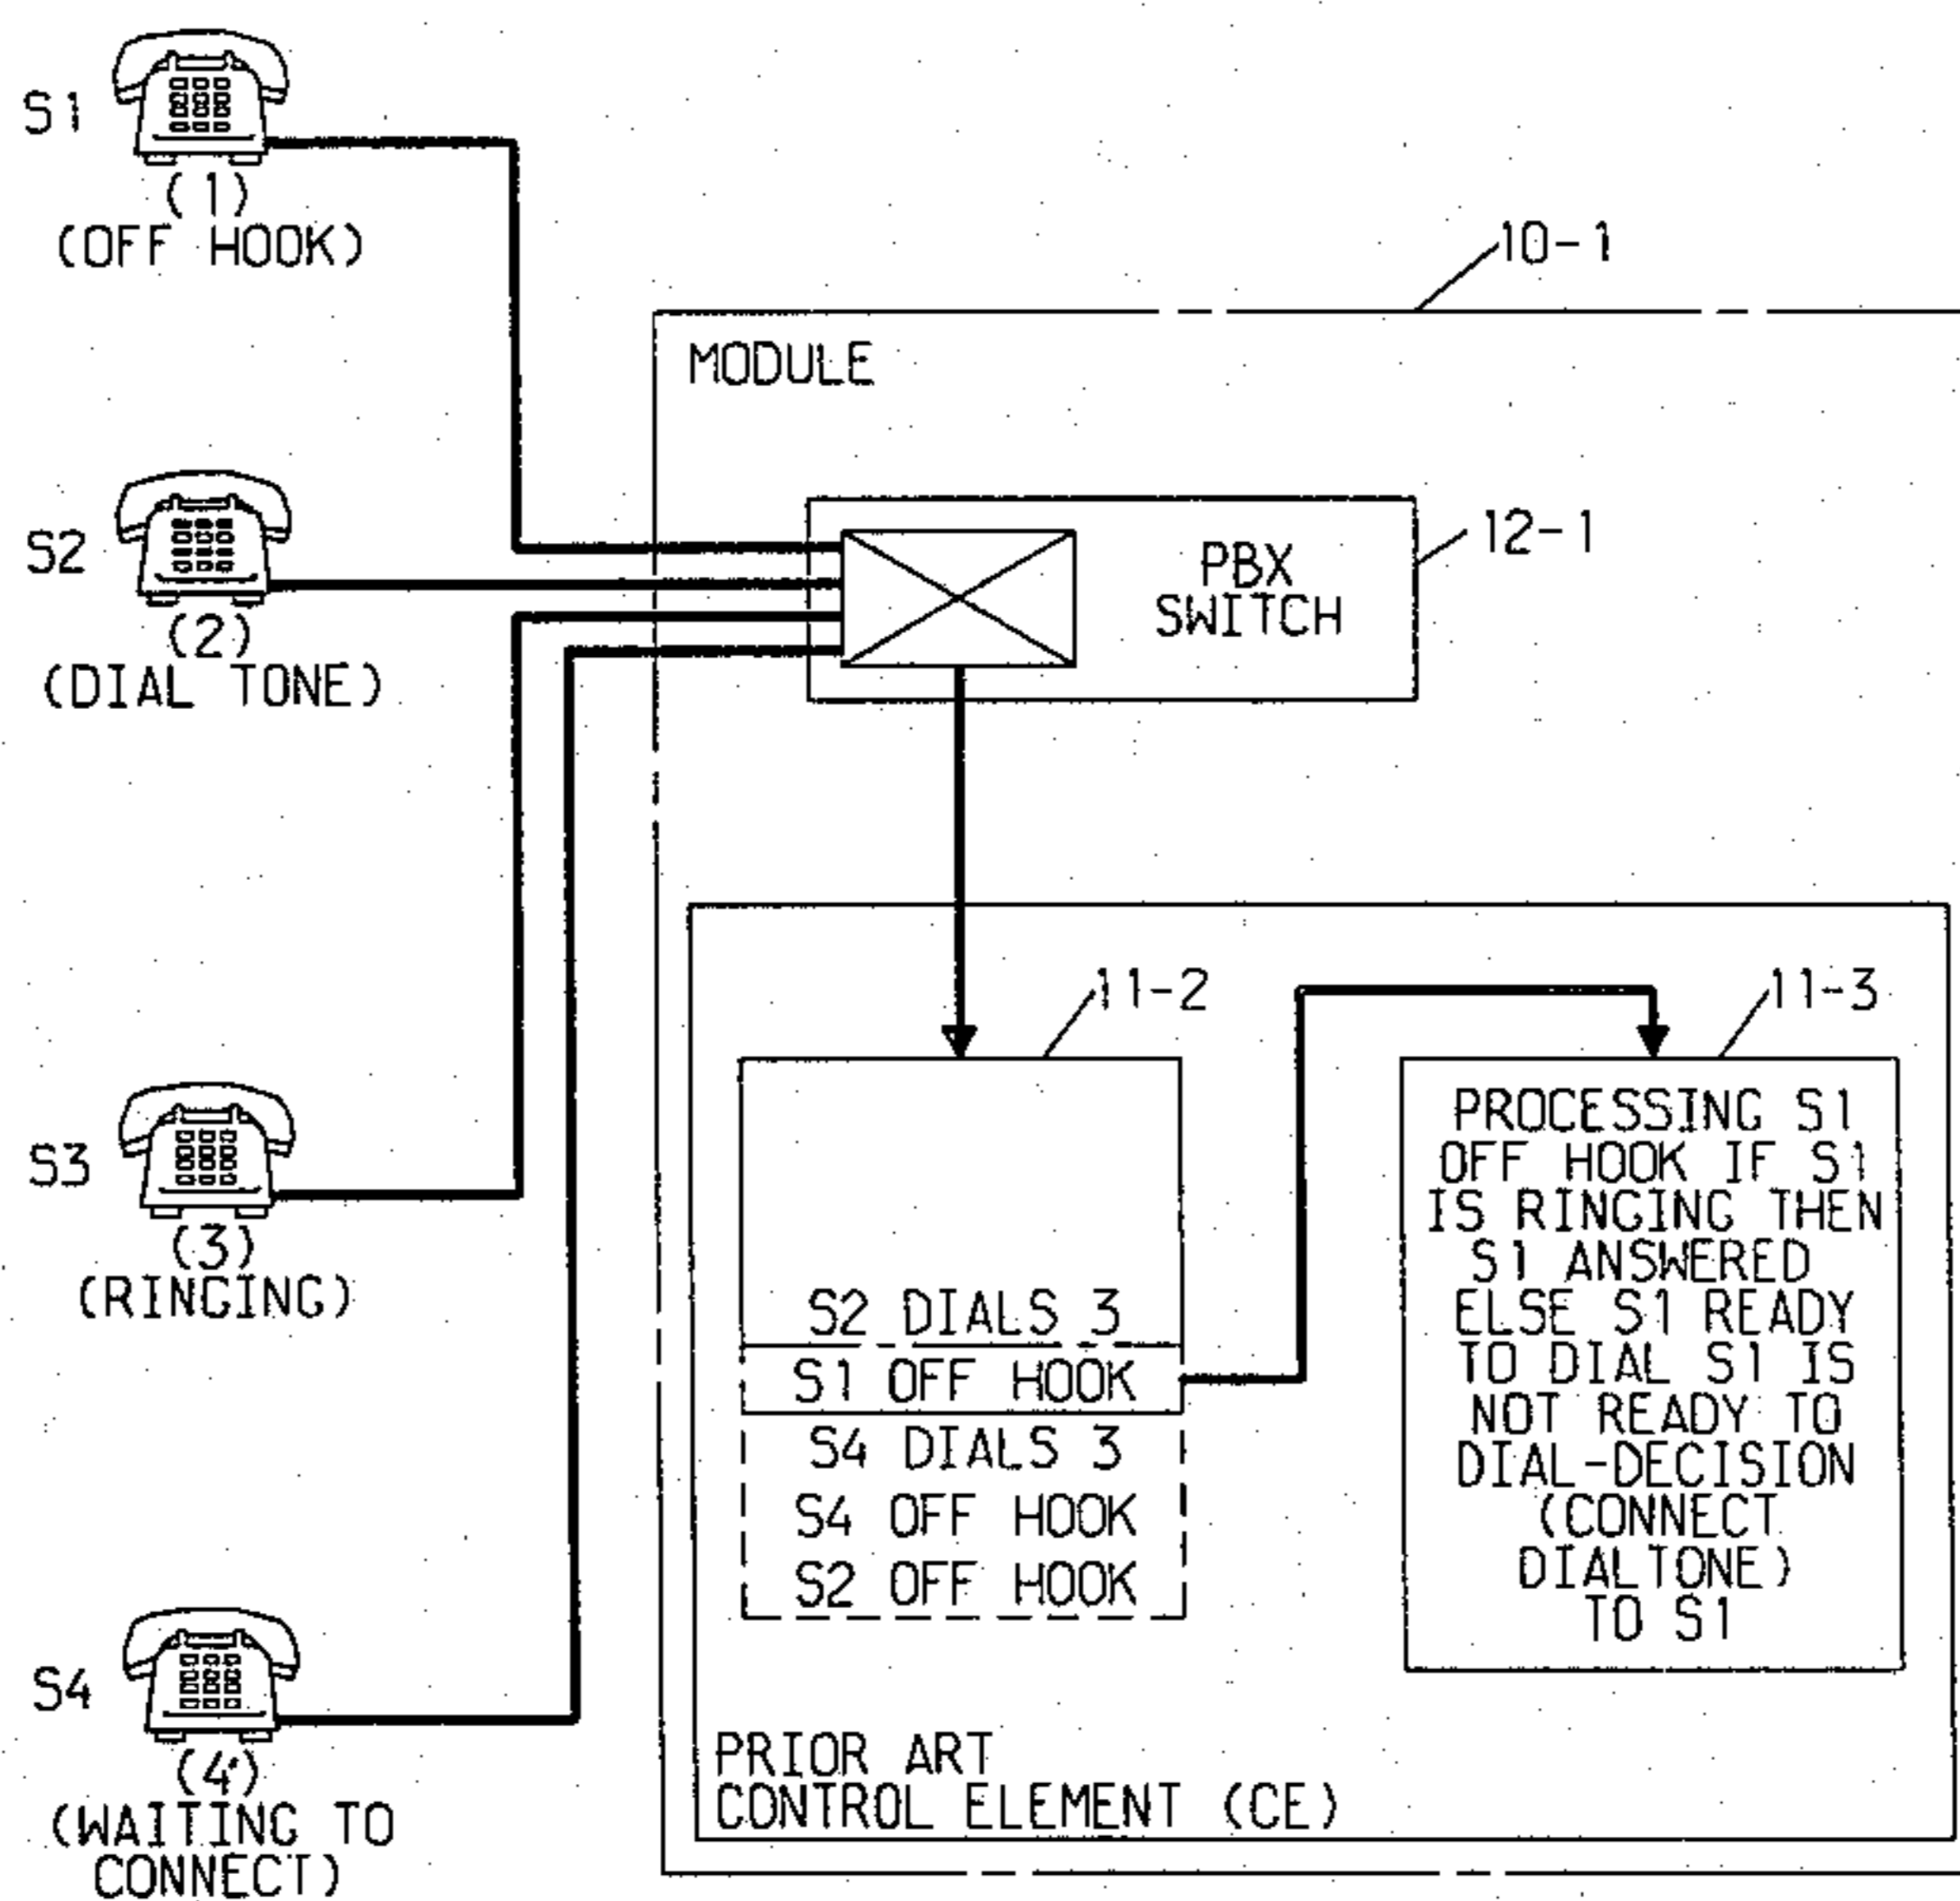 S1
(1)
(OFF HOOK)
10-1
MODULE
S2
(2)
(DIAL TONE)
PBX
SWITCH
12-1
11-2
11-3
S3
(3)
(RINGING)
S2 DIALS 3
S1 OFF HOOK
S4 DIALS 3
S4 OFF HOOK
S2 OFF HOOK
PROCESSING S1
OFF HOOK IF S1
IS RINGING THEN
S1 ANSWERED
ELSE S1 READY
TO DIAL S1 IS
NOT READY TO
DIAL-DECISION
(CONNECT
DIALTONE)
TO S1
S4
(4)
(WAITING TO
CONNECT)
PRIOR ART
CONTROL ELEMENT (CE)